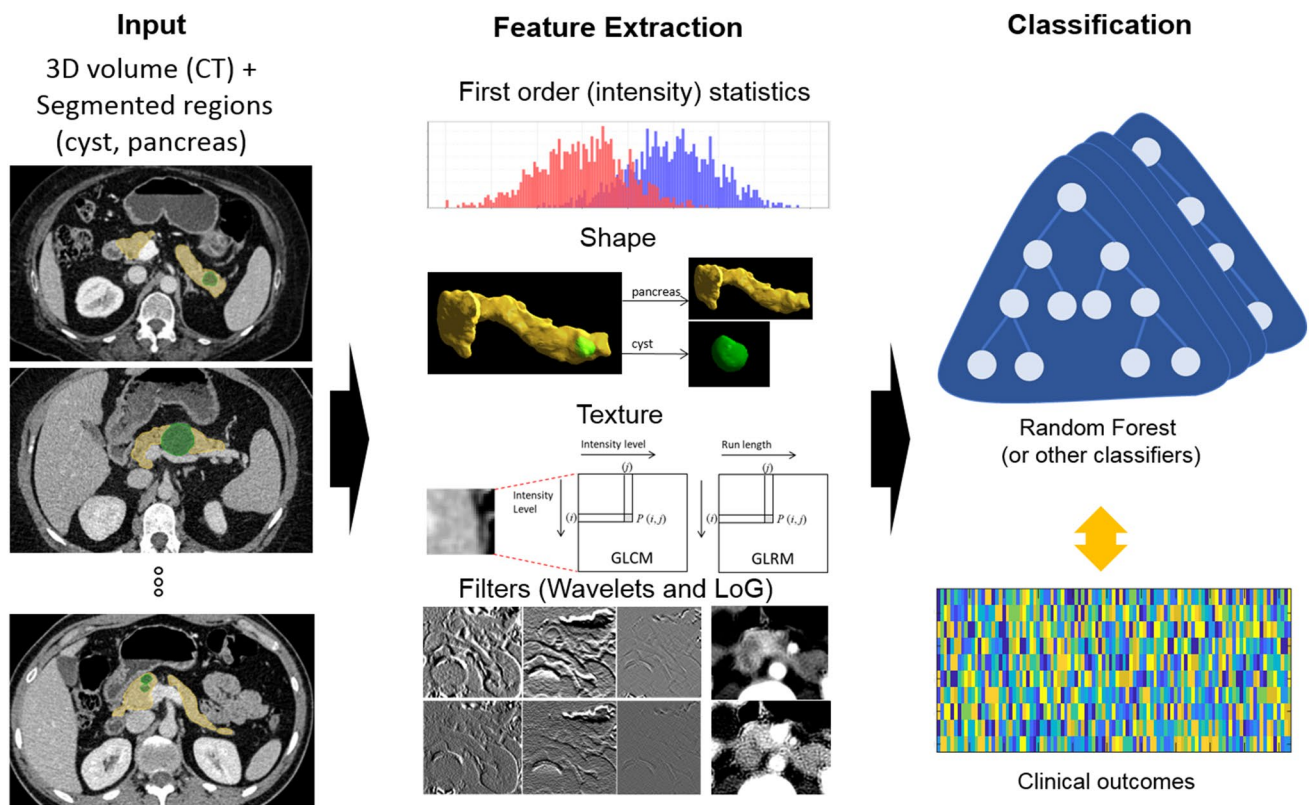 Input
3D volume (CT) +
Segmented regions
(cyst, pancreas)
Feature Extraction
First order (intensity) statistics
Shape
pancreas
cyst
Texture
Intensity level
(j)
Intensity
Level
(i)
P (i, j)
GLCM
Run length
(j)
(i)
P (i, j)
GLRM
Filters (Wavelets and LoG)
Classification
Random Forest
(or other classifiers)
Clinical outcomes